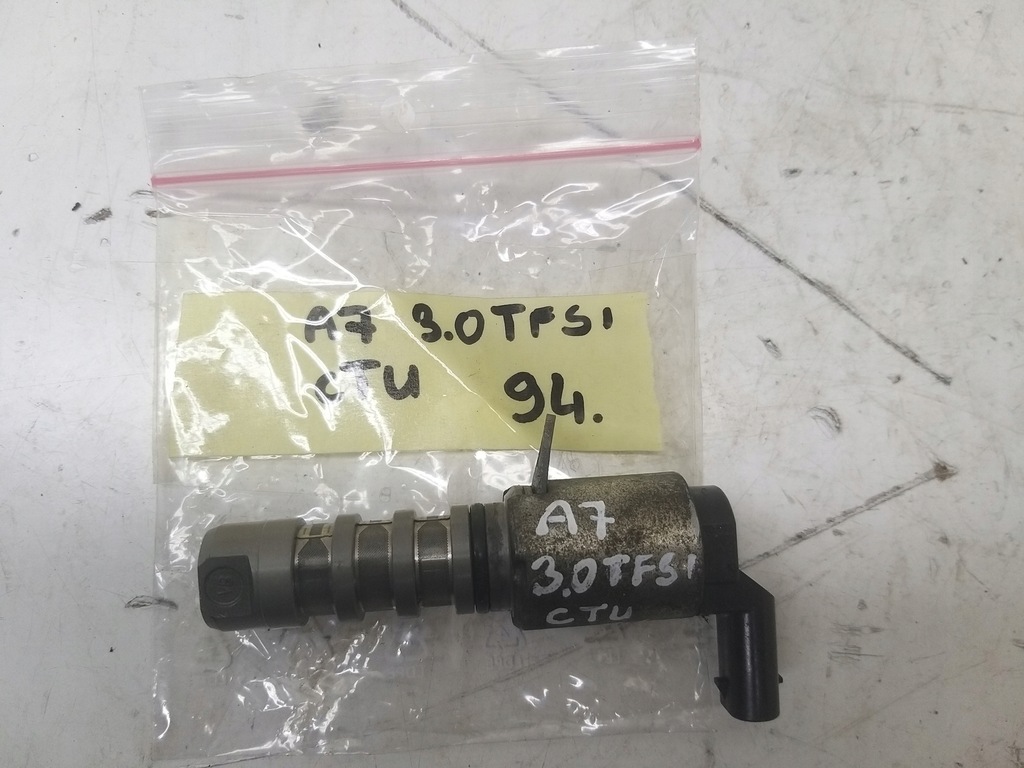 A7 3.0TFSI
CTU 94.
A7
3.0TFSI
CTU